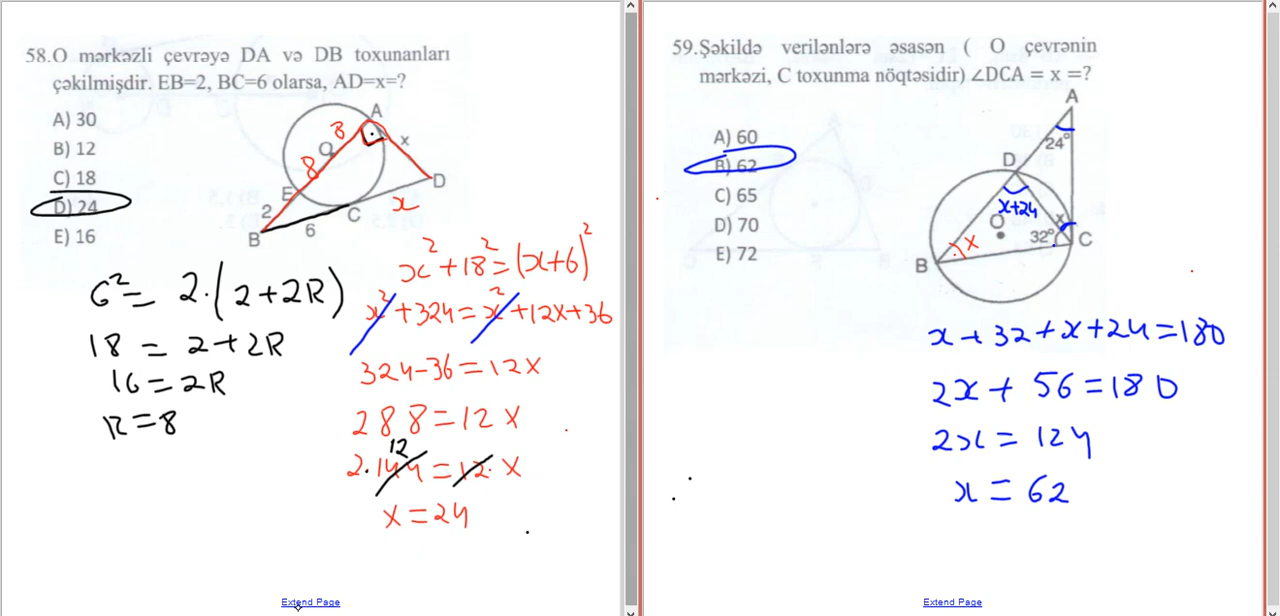 58.O mərkəzli çevrəyə DA və DB toxunanları
çəkilmişdir. EB=2, BC=6 olarsa, AD=x=?
A) 30
B) 12
C) 18
D) 24
E) 16
A
8
x
O
8
D
E
x
2
C
B
6
6² = 2·(2+2R)
18 = 2+2R
16=2R
R=8
x²+18²=(x+6)²
x²+324=x²+12x+36
324-36=12x
288=12x
12
2·144=12·x
x=24
Extend Page
59.Şəkildə verilənlərə əsasən ( O çevrənin
mərkəzi, C toxunma nöqtəsidir) ∠DCA = x =?
A) 60
B) 62
C) 65
D) 70
E) 72
A
24°
D
x+24
O
x
x
32°
C
B
x+32+x+24=180
2x+56=180
2x=124
x=62
Extend Page